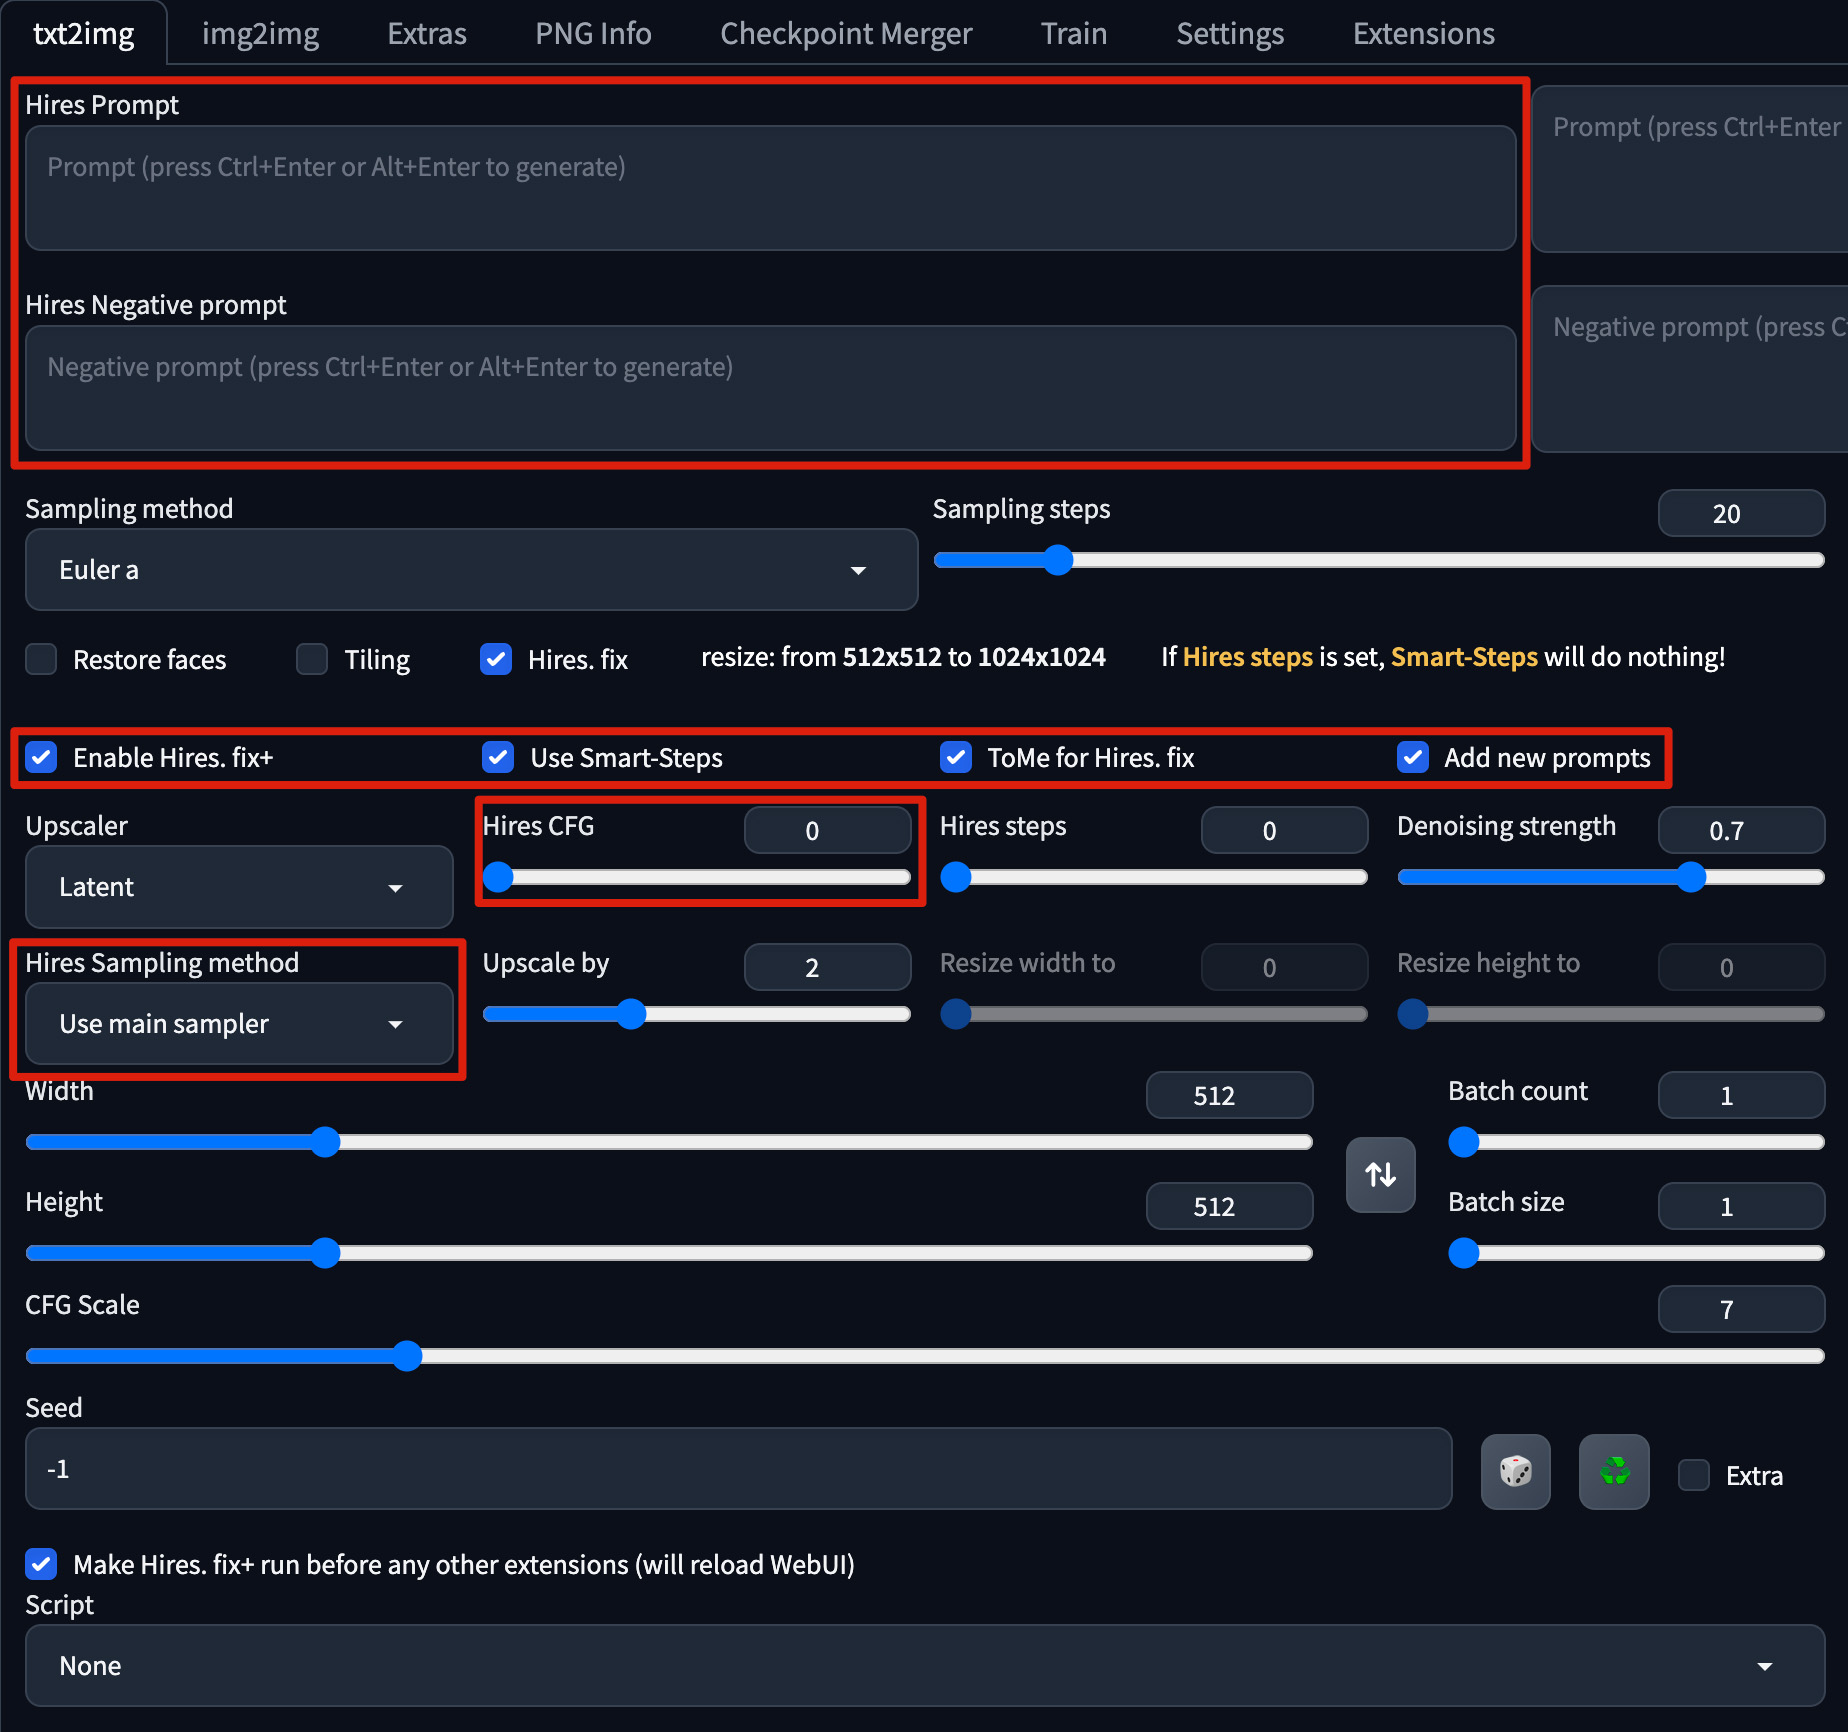 txt2img img2img Extras PNG Info Checkpoint Merger Train Settings Extensions
Hires Prompt
Prompt (press Ctrl+Enter or Alt+Enter to generate)
Prompt (press Ctrl+Enter
Hires Negative prompt
Negative prompt (press Ctrl+Enter or Alt+Enter to generate)
Negative prompt (press C
Sampling method
Euler a
Sampling steps 20
Restore faces Tiling Hires. fix resize: from 512x512 to 1024x1024 If Hires steps is set, Smart-Steps will do nothing!
Enable Hires. fix+ Use Smart-Steps ToMe for Hires. fix Add new prompts
Upscaler
Latent
Hires CFG 0
Hires steps 0
Denoising strength 0.7
Hires Sampling method
Use main sampler
Upscale by 2
Resize width to 0
Resize height to 0
Width 512
Batch count 1
Height 512
Batch size 1
CFG Scale 7
Seed
-1
Extra
Make Hires. fix+ run before any other extensions (will reload WebUI)
Script
None